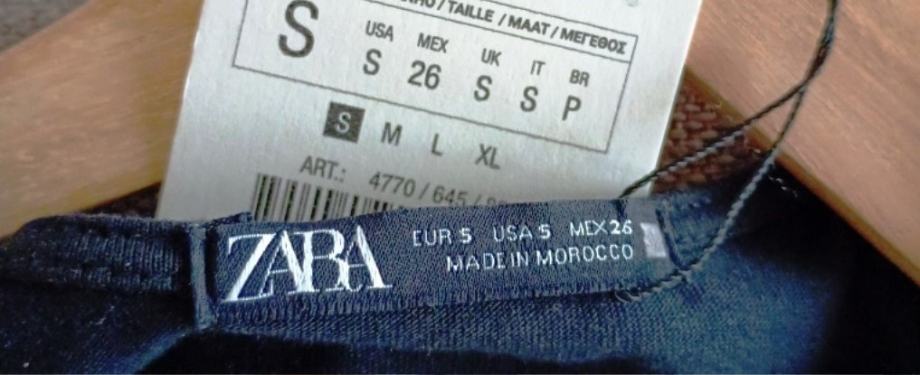 / TAILLE / MAAT / ΜΕΓΕΘΟΣ
S
USA MEX UK IT BR
S 26 S S P
S M L XL
ART.: 4770 / 645 /
ZARA
EUR S USA S MEX 26
MADE IN MOROCCO